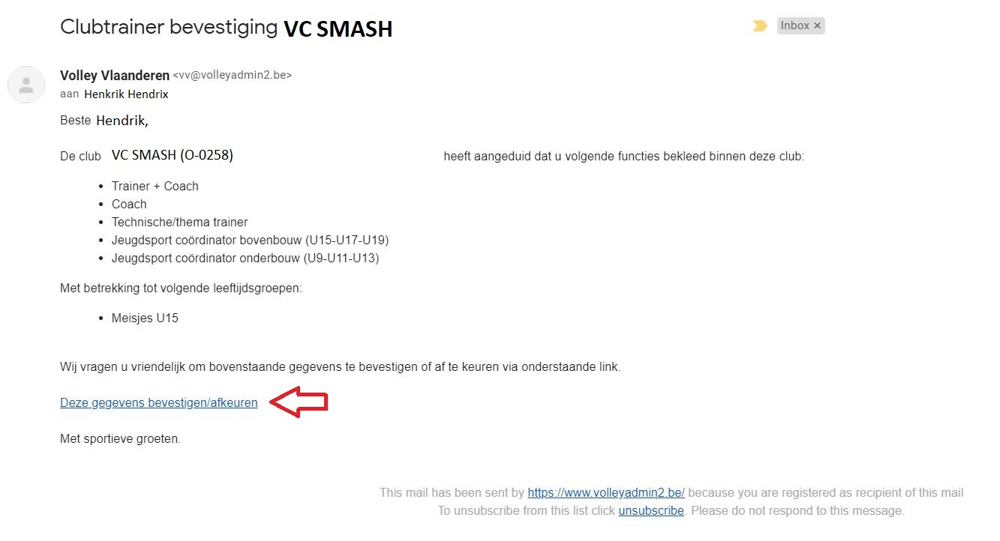 Clubtrainer bevestiging VC SMASH
Inbox ×
Volley Vlaanderen <vv@volleyadmin2.be>
aan Henkrik Hendrix
Beste Hendrik,
De club VC SMASH (O-0258) heeft aangeduid dat u volgende functies bekleed binnen deze club:
• Trainer + Coach
• Coach
• Technische/thema trainer
• Jeugdsport coördinator bovenbouw (U15-U17-U19)
• Jeugdsport coördinator onderbouw (U9-U11-U13)
Met betrekking tot volgende leeftijdsgroepen:
• Meisjes U15
Wij vragen u vriendelijk om bovenstaande gegevens te bevestigen of af te keuren via onderstaande link.
Deze gegevens bevestigen/afkeuren
Met sportieve groeten.
This mail has been sent by https://www.volleyadmin2.be/ because you are registered as recipient of this mail
To unsubscribe from this list click unsubscribe. Please do not respond to this message.